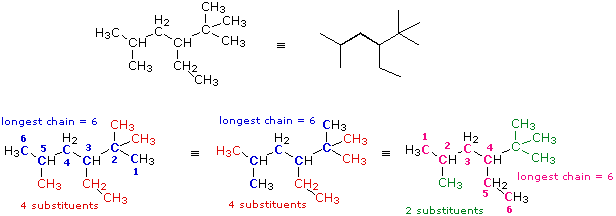 H2 CH3
H3C C C CH3
CH CH CH3
CH3 CH2
CH3
≡
longest chain = 6
CH3
6 H2 CH3
H3C 5 C 3 C
CH 4 CH 2 CH3
1
CH3 CH2
CH3
4 substituents
≡
longest chain = 6
CH3
H2 CH3
H3C C C
CH CH CH3
CH3 H2C
CH3
4 substituents
≡
CH3
1 H2 CH3
H3C 2 C 4 C
CH 3 CH CH3
longest chain = 6
CH3 CH2
5 CH3
6
2 substituents